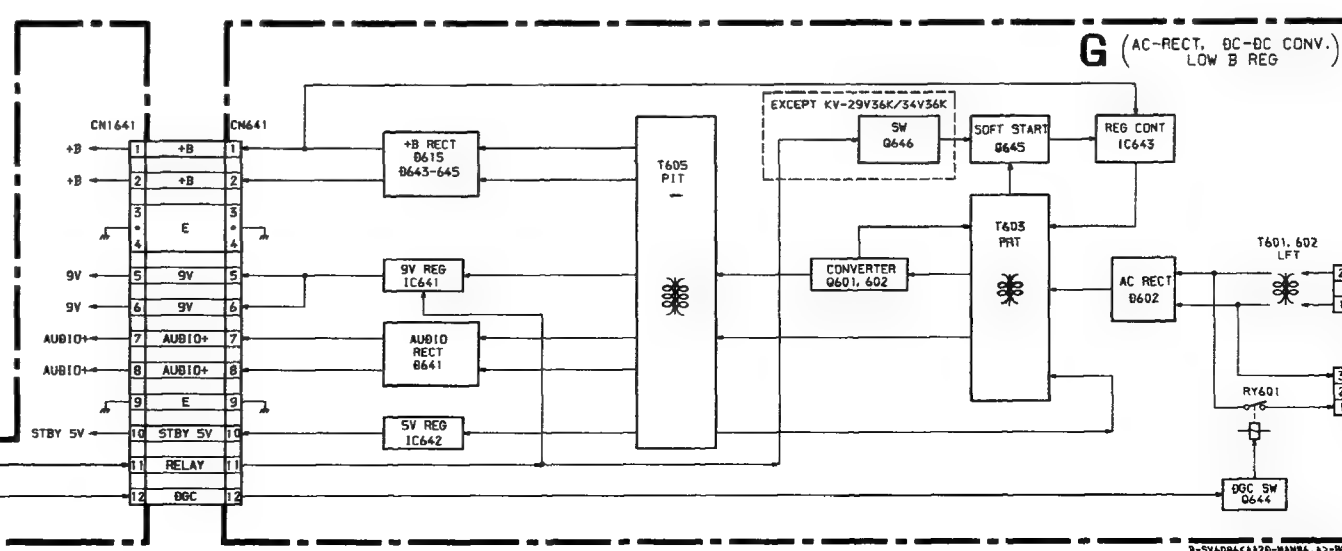 G (AC-RECT, DC-DC CONV.)
LOW B REG
EXCEPT KV-29V36K/34V36K
CN1641
CN641
+B
1
+B
1
+B
2
+B
2
3
3
E
4
4
9V
5
9V
5
9V
6
9V
6
AUDIO+
7
AUDIO+
7
AUDIO+
8
AUDIO+
8
9
E
9
STBY 5V
10
STBY 5V
10
11
RELAY
11
12
DGC
12
+B RECT
D615
D643-645
9V REG
IC641
AUDIO
RECT
D641
5V REG
IC642
T605
PIT
SW
Q646
SOFT START
Q645
REG CONT
IC643
CONVERTER
Q601, 602
T603
PRT
AC RECT
D602
T601, 602
LFT
RY601
DGC SW
Q644